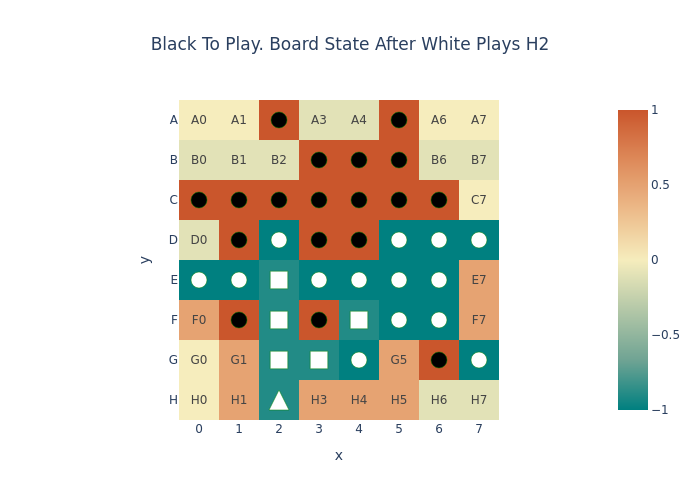 Black To Play. Board State After White Plays H2
A A0 A1 A3 A4 A6 A7
B B0 B1 B2 B6 B7
C C7
D D0
E E7
F F0 F7
G G0 G1 G5
H H0 H1 H3 H4 H5 H6 H7
0 1 2 3 4 5 6 7
x
y
1
0.5
0
−0.5
−1